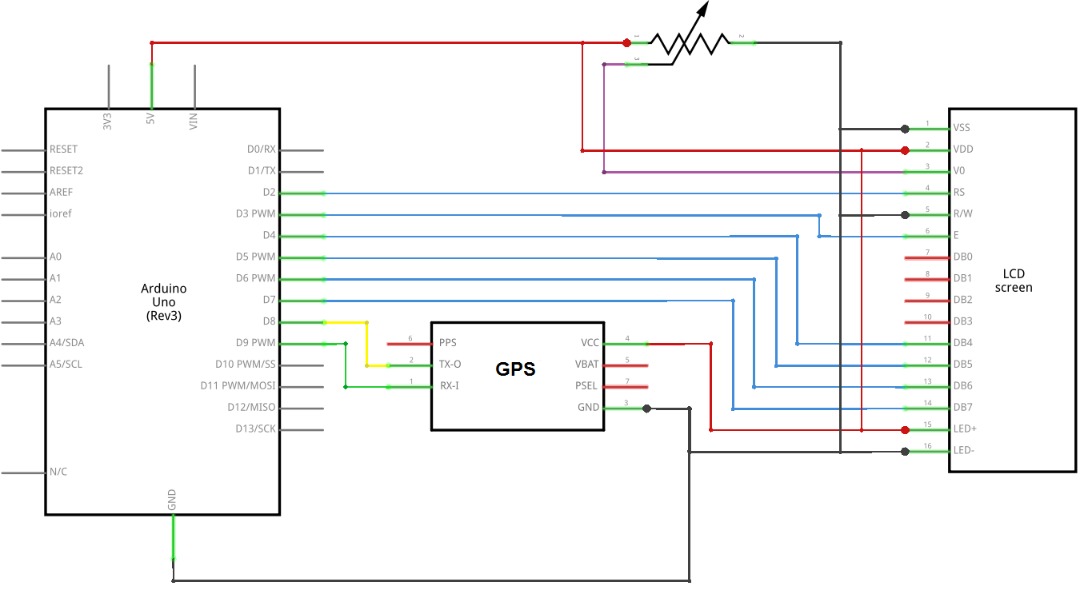 1
2
3
3V3
5V
VIN
RESET
RESET2
AREF
ioref
A0
A1
A2
A3
A4/SDA
A5/SCL
N/C
Arduino
Uno
(Rev3)
D0/RX
D1/TX
D2
D3 PWM
D4
D5 PWM
D6 PWM
D7
D8
D9 PWM
D10 PWM/SS
D11 PWM/MOSI
D12/MISO
D13/SCK
GND
6 PPS
2 TX-O
1 RX-I
GPS
VCC 4
VBAT 5
PSEL 7
GND 3
1 VSS
2 VDD
3 V0
4 RS
5 R/W
6 E
7 DB0
8 DB1
9 DB2
10 DB3
11 DB4
12 DB5
13 DB6
14 DB7
15 LED+
16 LED-
LCD
screen